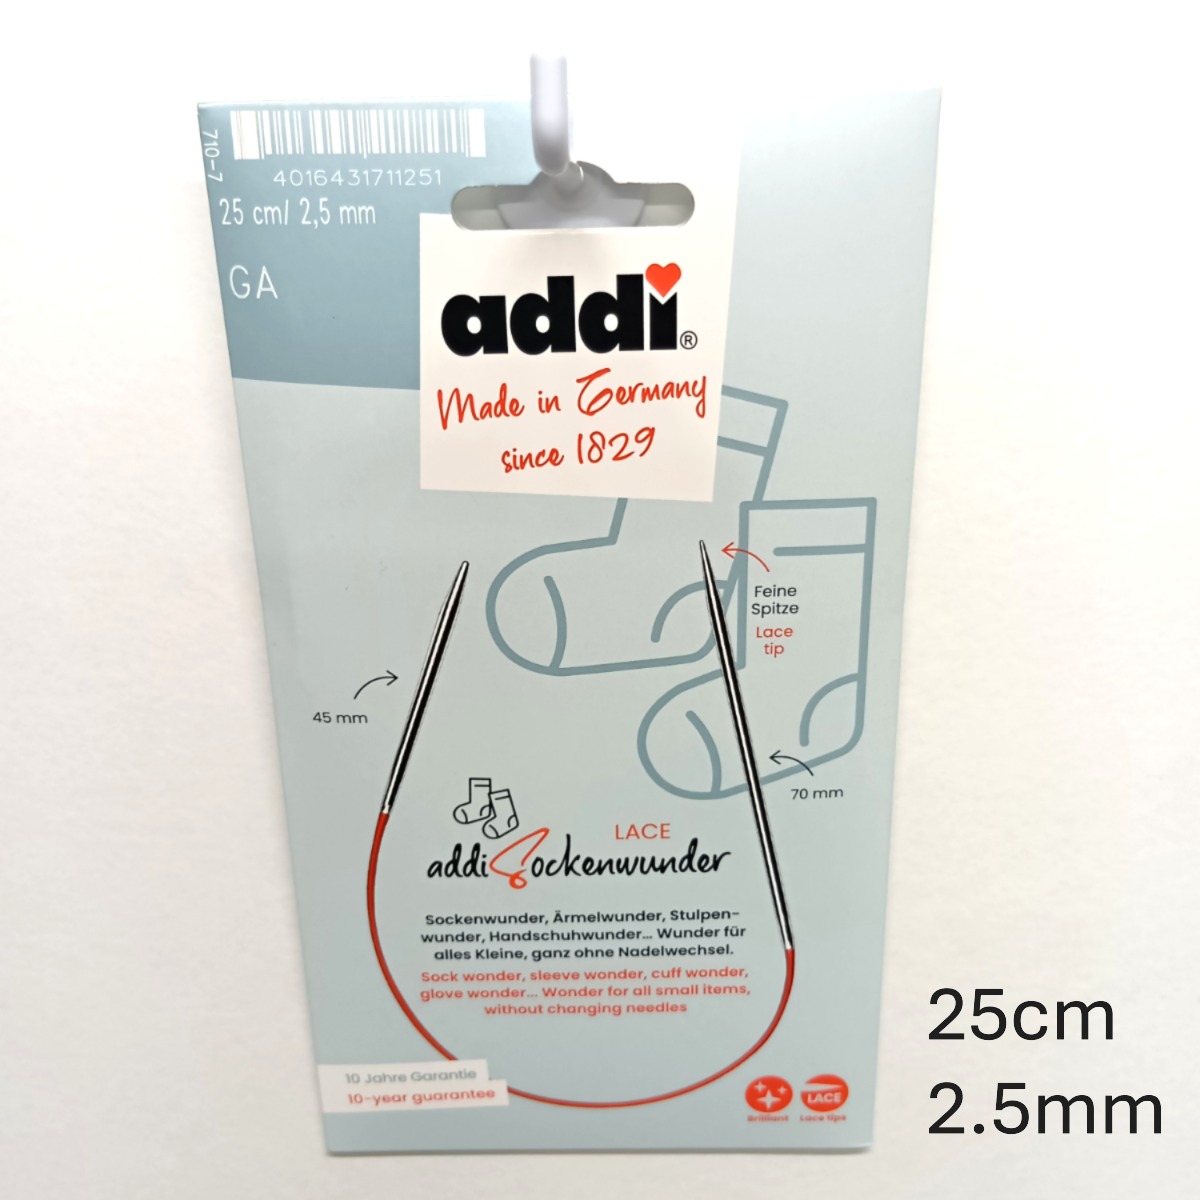 710-7
4016431711251
25 cm/ 2,5 mm
GA
addi®
Made in Germany
since 1829
Feine
Spitze
Lace
tip
45 mm
70 mm
LACE
addiSockenwunder
Sockenwunder, Ärmelwunder, Stulpen-
wunder, Handschuhwunder... Wunder für
alles Kleine, ganz ohne Nadelwechsel.
Sock wonder, sleeve wonder, cuff wonder,
glove wonder... Wonder for all small items,
without changing needles
10 Jahre Garantie
10-year guarantee
LACE
Brilliant
Lace tips
25cm
2.5mm